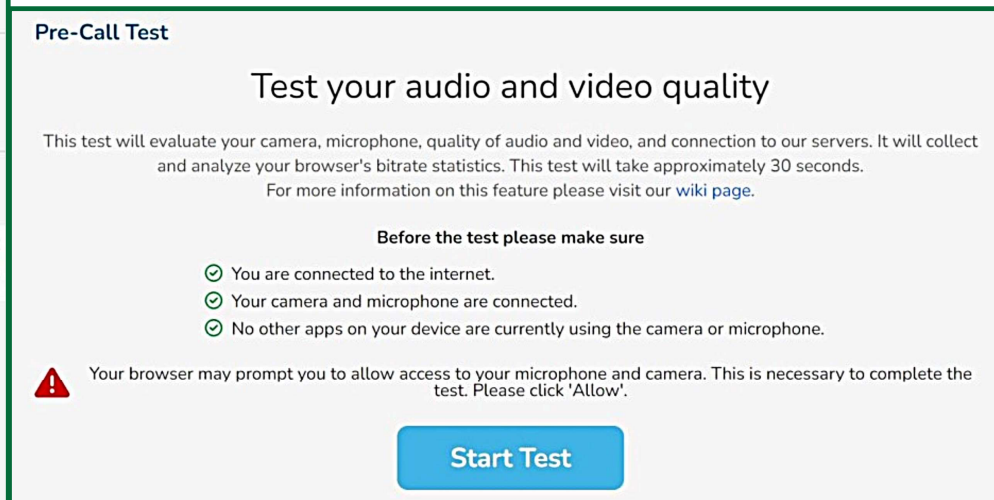 Pre-Call Test
Test your audio and video quality
This test will evaluate your camera, microphone, quality of audio and video, and connection to our servers. It will collect
and analyze your browser's bitrate statistics. This test will take approximately 30 seconds.
For more information on this feature please visit our wiki page.
Before the test please make sure
You are connected to the internet.
Your camera and microphone are connected.
No other apps on your device are currently using the camera or microphone.
Your browser may prompt you to allow access to your microphone and camera. This is necessary to complete the
test. Please click 'Allow'.
Start Test